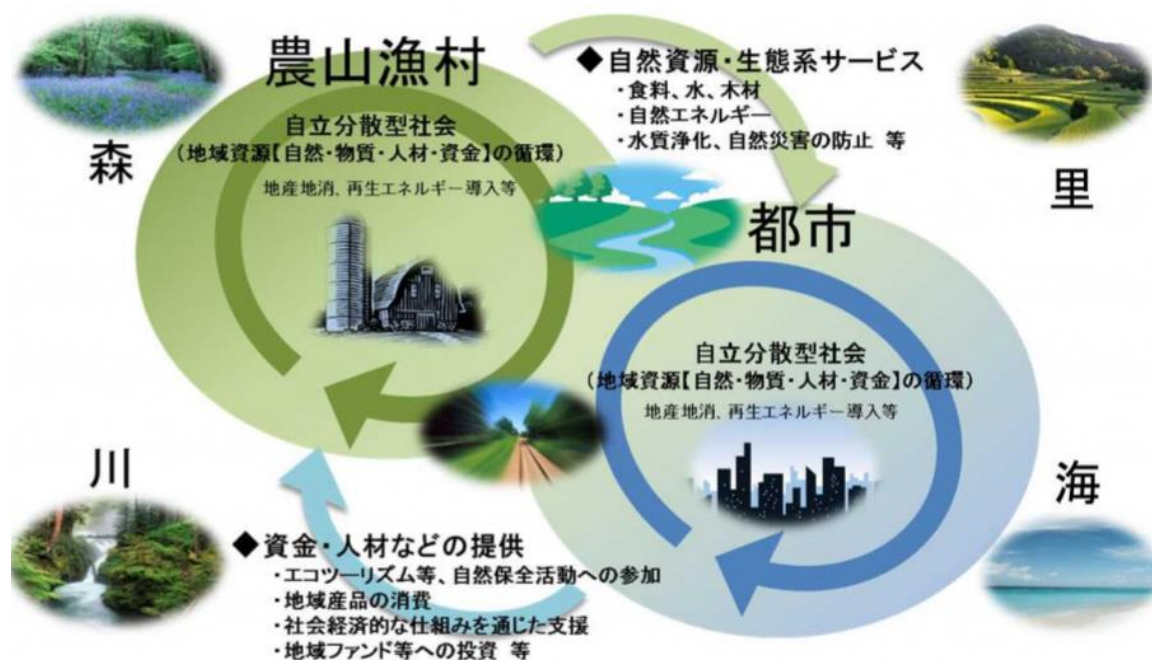 農山漁村
森
自立分散型社会
(地域資源【自然・物質・人材・資金】の循環)
地産地消、再生エネルギー導入等
◆自然資源・生態系サービス
・食料、水、木材
・自然エネルギー
・水質浄化、自然災害の防止 等
里
都市
自立分散型社会
(地域資源【自然・物質・人材・資金】の循環)
地産地消、再生エネルギー導入等
川
海
◆資金・人材などの提供
・エコツーリズム等、自然保全活動への参加
・地域産品の消費
・社会経済的な仕組みを通じた支援
・地域ファンド等への投資 等